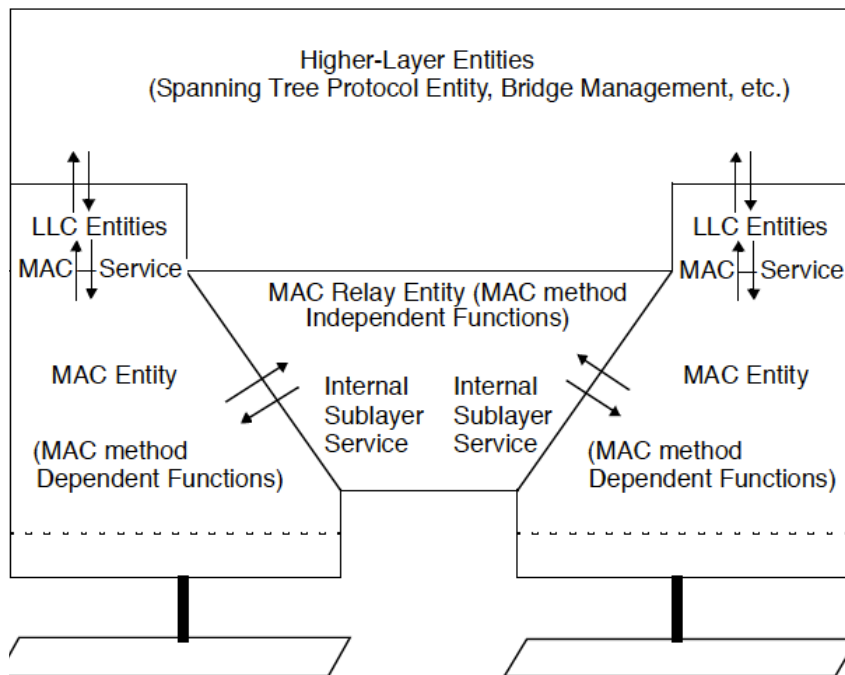 Higher-Layer Entities
(Spanning Tree Protocol Entity, Bridge Management, etc.)
LLC Entities
MAC Service
LLC Entities
MAC Service
MAC Relay Entity (MAC method
Independent Functions)
MAC Entity
(MAC method
Dependent Functions)
Internal
Sublayer
Service
Internal
Sublayer
Service
MAC Entity
(MAC method
Dependent Functions)